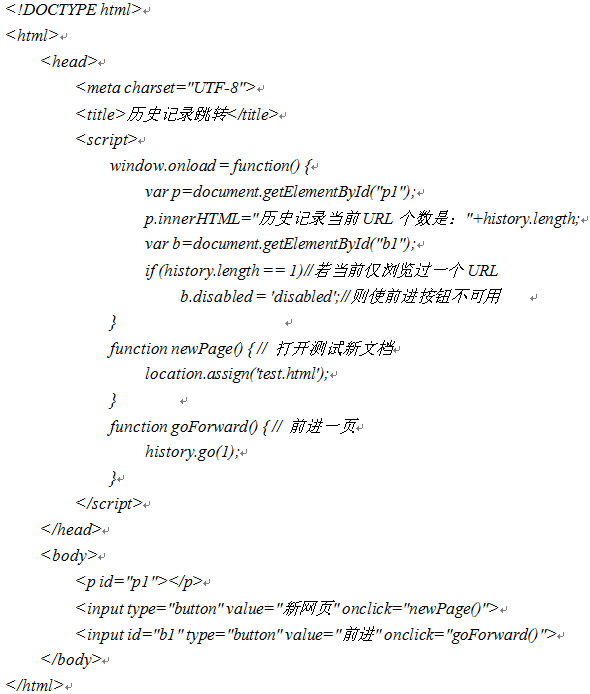 <!DOCTYPE html>
<html>
<head>
<meta charset="UTF-8">
<title>历史记录跳转</title>
<script>
window.onload = function() {
var p=document.getElementById("p1");
p.innerHTML="历史记录当前 URL 个数是："+history.length;
var b=document.getElementById("b1");
if (history.length == 1)//若当前仅浏览过一个 URL
b.disabled = 'disabled';//则使前进按钮不可用
}
function newPage() { // 打开测试新文档
location.assign('test.html');
}
function goForward() { // 前进一页
history.go(1);
}
</script>
</head>
<body>
<p id="p1"></p>
<input type="button" value="新网页" onclick="newPage()">
<input id="b1" type="button" value="前进" onclick="goForward()">
</body>
</html>